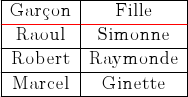 Garçon Fille
Raoul Simonne
Robert Raymonde
Marcel Ginette